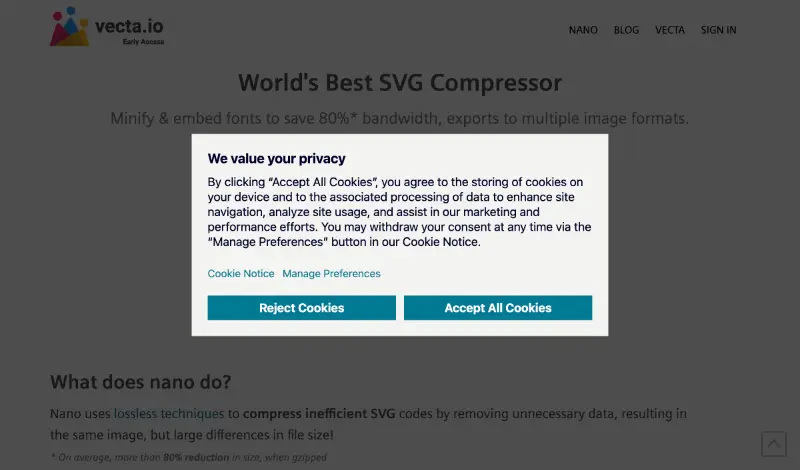 vecta.io
Early Access
NANO BLOG VECTA SIGN IN
World's Best SVG Compressor
Minify & embed fonts to save 80%* bandwidth, exports to multiple image formats.
We value your privacy
By clicking “Accept All Cookies”, you agree to the storing of cookies on
your device and to the associated processing of data to enhance site
navigation, analyze site usage, and assist in our marketing and
performance efforts. You may withdraw your consent at any time via the
“Manage Preferences” button in our Cookie Notice.
Cookie Notice Manage Preferences
Reject Cookies Accept All Cookies
What does nano do?
Nano uses lossless techniques to compress inefficient SVG codes by removing unnecessary data, resulting in
the same image, but large differences in file size!
* On average, more than 80% reduction in size, when gzipped